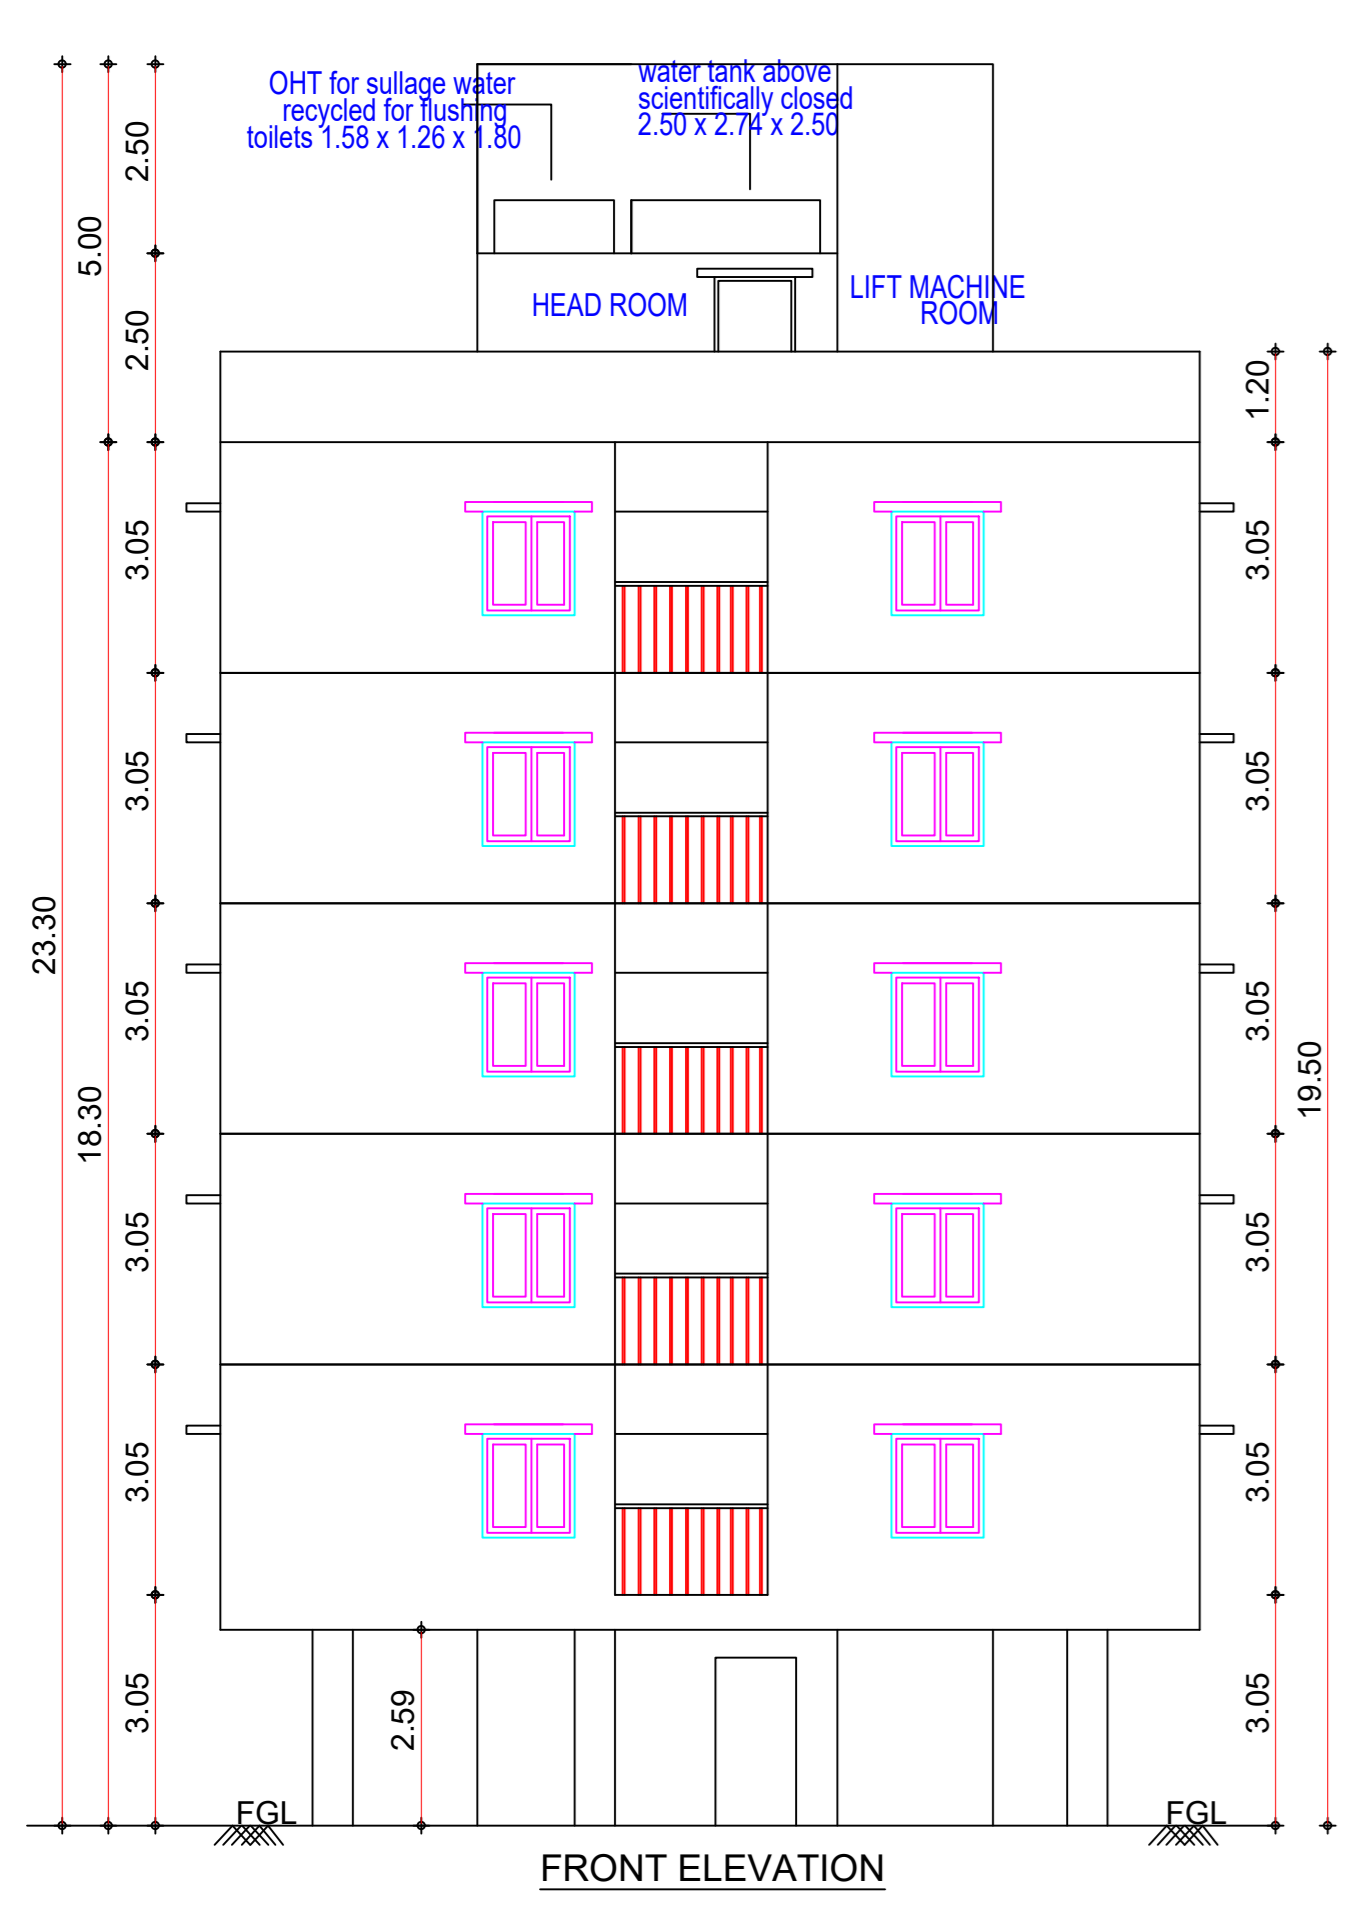 OHT for sullage water
recycled for flushing
toilets 1.58 x 1.26 x 1.80
water tank above
scientifically closed
2.50 x 2.74 x 2.50
HEAD ROOM
LIFT MACHINE
ROOM
23.30
5.00
18.30
2.50
2.50
3.05
3.05
3.05
3.05
3.05
3.05
2.59
1.20
3.05
3.05
3.05
3.05
3.05
3.05
19.50
FGL
FGL
FRONT ELEVATION